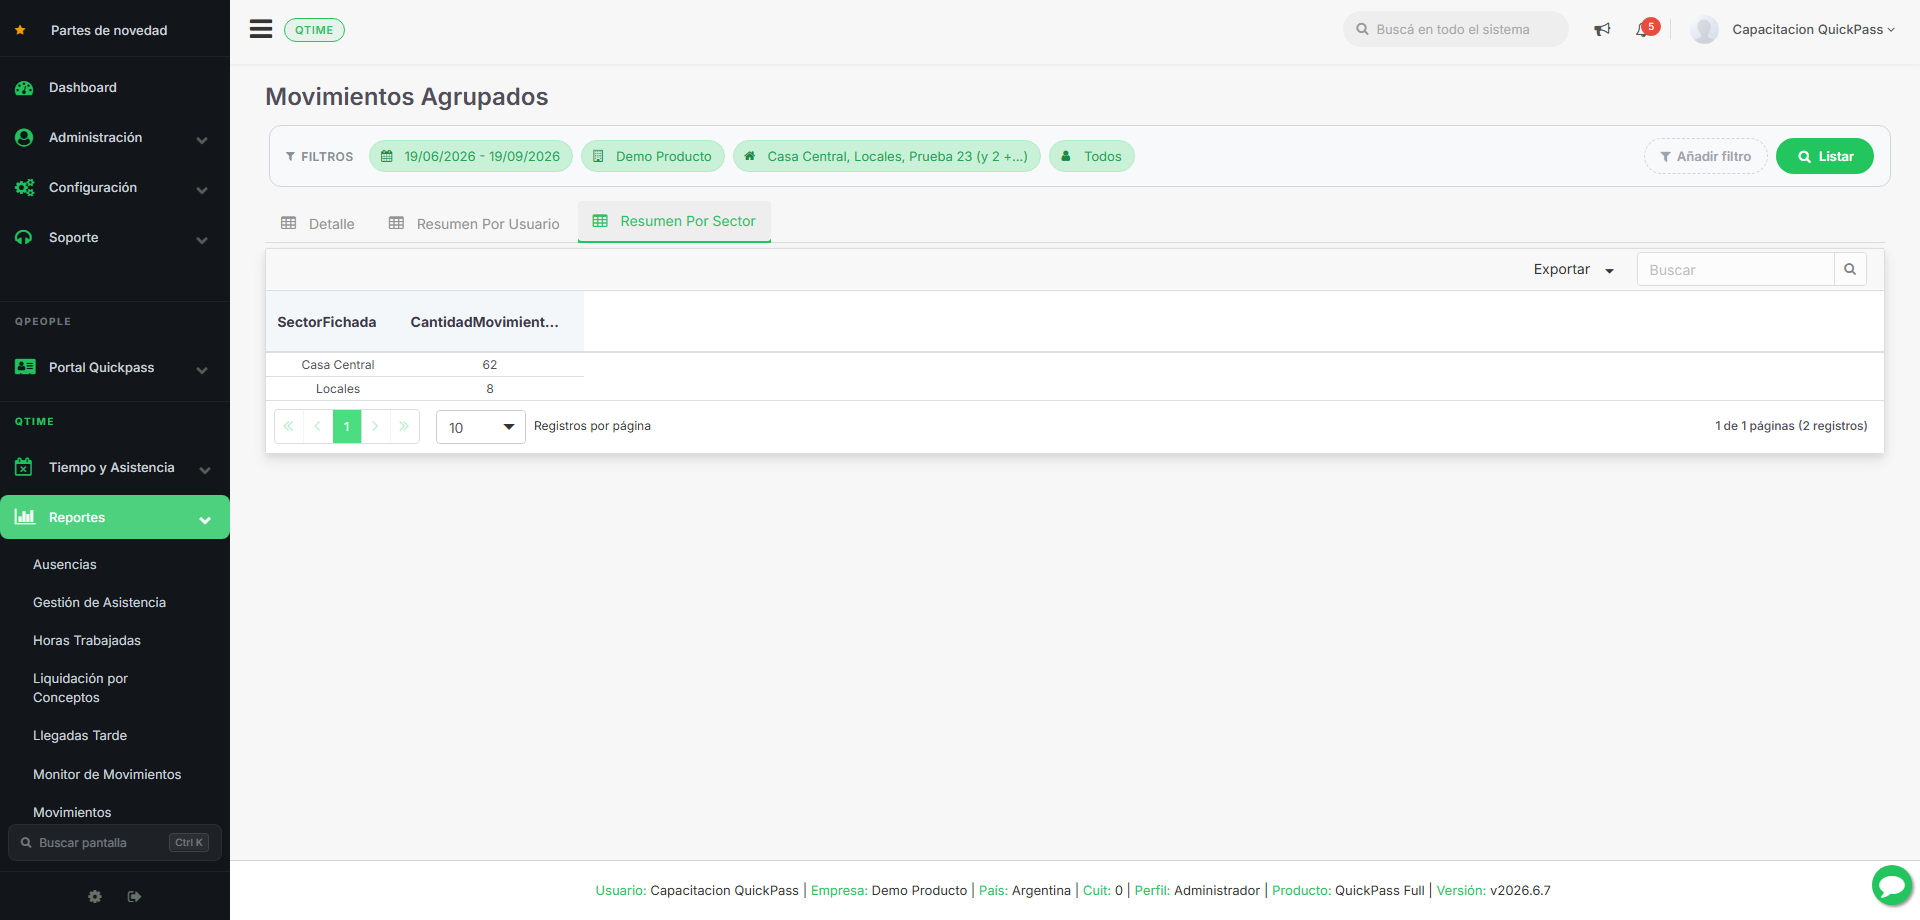 Partes de novedad
Dashboard
Administración
Configuración
Soporte
QPEOPLE
Portal Quickpass
QTIME
Tiempo y Asistencia
Reportes
Ausencias
Gestión de Asistencia
Horas Trabajadas
Liquidación por
Conceptos
Llegadas Tarde
Monitor de Movimientos
Movimientos
Buscar pantalla Ctrl K
QTIME
Buscá en todo el sistema
5
Capacitacion QuickPass
Movimientos Agrupados
FILTROS 19/06/2026 - 19/09/2026 Demo Producto Casa Central, Locales, Prueba 23 (y 2 +...) Todos Añadir filtro Listar
Detalle Resumen Por Usuario Resumen Por Sector
Exportar Buscar
SectorFichada CantidadMovimient...
Casa Central 62
Locales 8
« ‹ 1 › » 10 Registros por página 1 de 1 páginas (2 registros)
Usuario: Capacitacion QuickPass | Empresa: Demo Producto | País: Argentina | Cuit: 0 | Perfil: Administrador | Producto: QuickPass Full | Versión: v2026.6.7